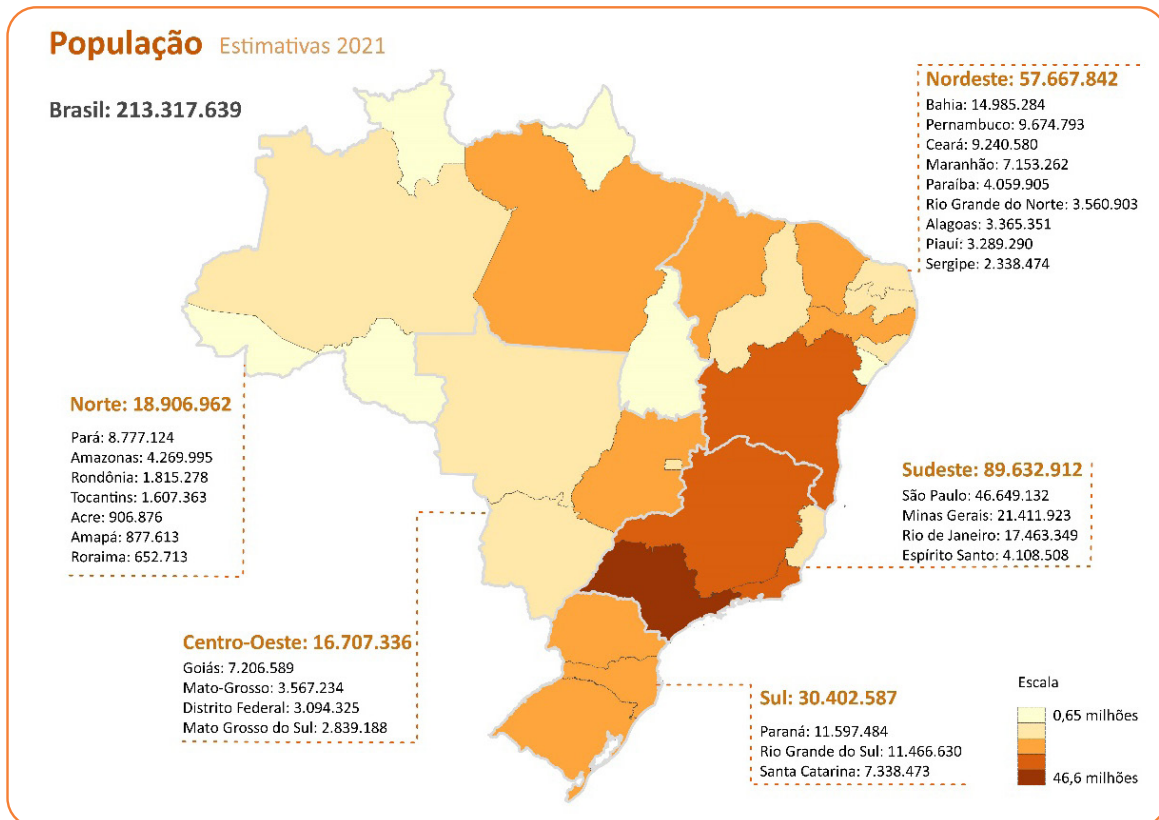 População Estimativas 2021
Brasil: 213.317.639
Nordeste: 57.667.842
Bahia: 14.985.284
Pernambuco: 9.674.793
Ceará: 9.240.580
Maranhão: 7.153.262
Paraíba: 4.059.905
Rio Grande do Norte: 3.560.903
Alagoas: 3.365.351
Piauí: 3.289.290
Sergipe: 2.338.474
Norte: 18.906.962
Pará: 8.777.124
Amazonas: 4.269.995
Rondônia: 1.815.278
Tocantins: 1.607.363
Acre: 906.876
Amapá: 877.613
Roraima: 652.713
Sudeste: 89.632.912
São Paulo: 46.649.132
Minas Gerais: 21.411.923
Rio de Janeiro: 17.463.349
Espírito Santo: 4.108.508
Centro-Oeste: 16.707.336
Goiás: 7.206.589
Mato-Grosso: 3.567.234
Distrito Federal: 3.094.325
Mato Grosso do Sul: 2.839.188
Sul: 30.402.587
Paraná: 11.597.484
Rio Grande do Sul: 11.466.630
Santa Catarina: 7.338.473
Escala
0,65 milhões
46,6 milhões